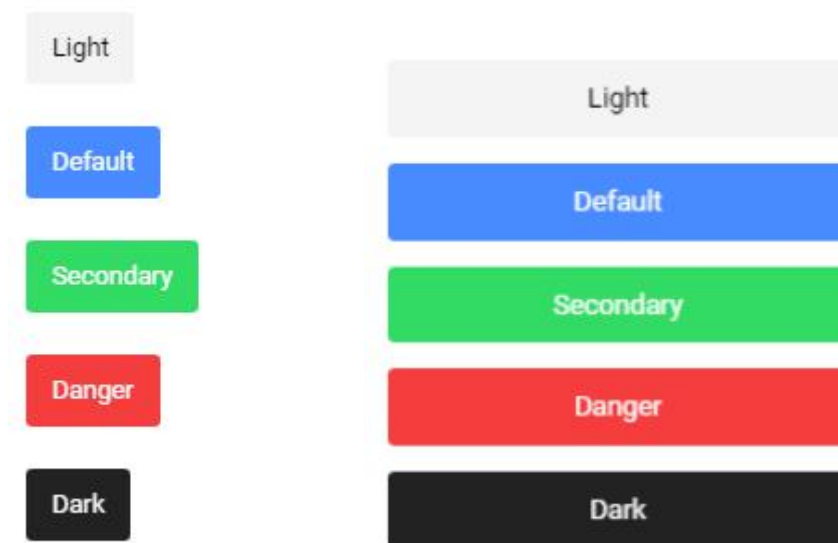 Light
Default
Secondary
Danger
Dark
Light
Default
Secondary
Danger
Dark